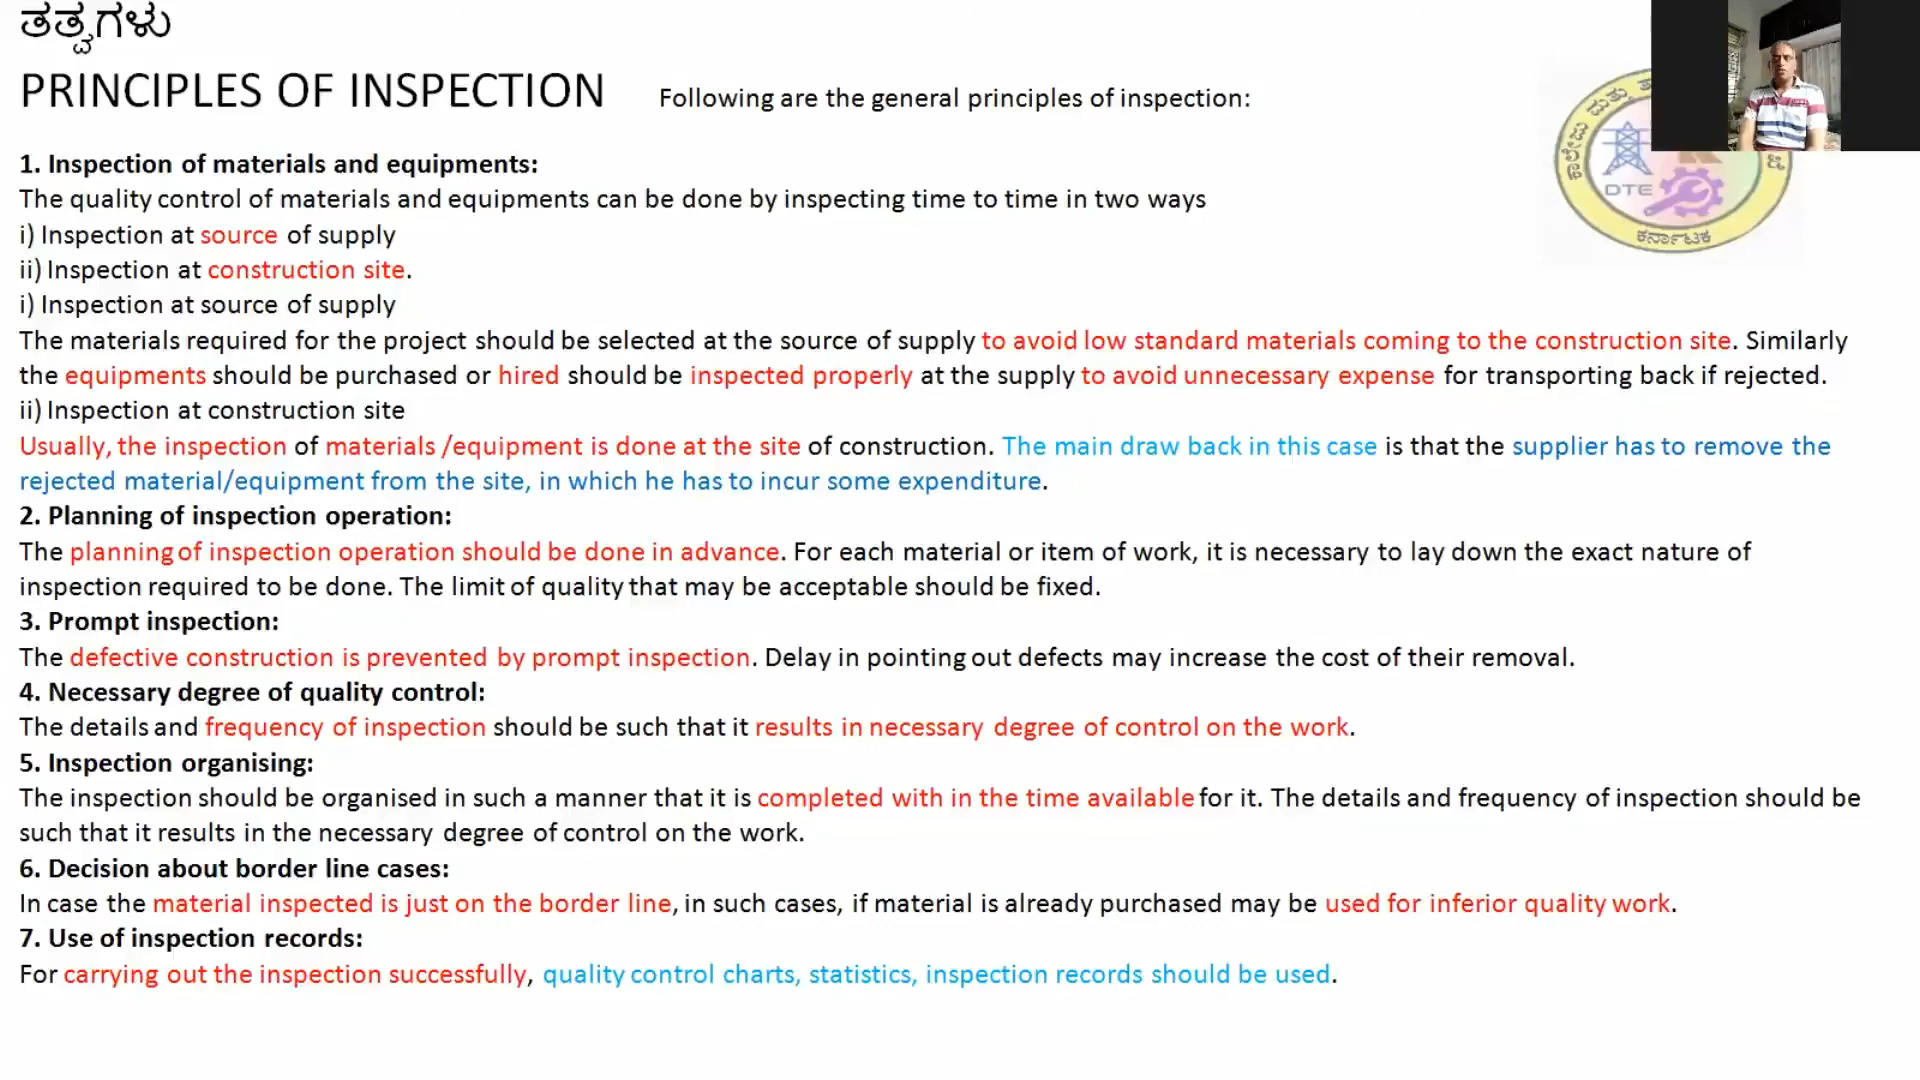 ತತ್ವಗಳು
PRINCIPLES OF INSPECTION Following are the general principles of inspection:
1. Inspection of materials and equipments:
The quality control of materials and equipments can be done by inspecting time to time in two ways
i) Inspection at source of supply
ii) Inspection at construction site.
i) Inspection at source of supply
The materials required for the project should be selected at the source of supply to avoid low standard materials coming to the construction site. Similarly
the equipments should be purchased or hired should be inspected properly at the supply to avoid unnecessary expense for transporting back if rejected.
ii) Inspection at construction site
Usually, the inspection of materials /equipment is done at the site of construction. The main draw back in this case is that the supplier has to remove the
rejected material/equipment from the site, in which he has to incur some expenditure.
2. Planning of inspection operation:
The planning of inspection operation should be done in advance. For each material or item of work, it is necessary to lay down the exact nature of
inspection required to be done. The limit of quality that may be acceptable should be fixed.
3. Prompt inspection:
The defective construction is prevented by prompt inspection. Delay in pointing out defects may increase the cost of their removal.
4. Necessary degree of quality control:
The details and frequency of inspection should be such that it results in necessary degree of control on the work.
5. Inspection organising:
The inspection should be organised in such a manner that it is completed with in the time available for it. The details and frequency of inspection should be
such that it results in the necessary degree of control on the work.
6. Decision about border line cases:
In case the material inspected is just on the border line, in such cases, if material is already purchased may be used for inferior quality work.
7. Use of inspection records:
For carrying out the inspection successfully, quality control charts, statistics, inspection records should be used.
ಕಾಲೇಜು ಮತ್ತು
DTE
ಕರ್ನಾಟಕ